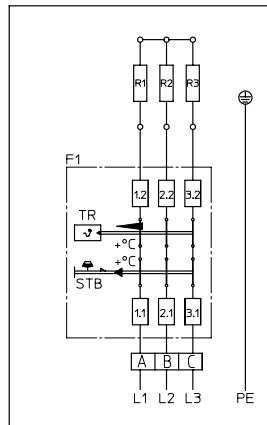 R1 R2 R3
F1
1.2 2.2 3.2
TR
+°C
+°C
STB
1.1 2.1 3.1
A B C
L1 L2 L3 PE